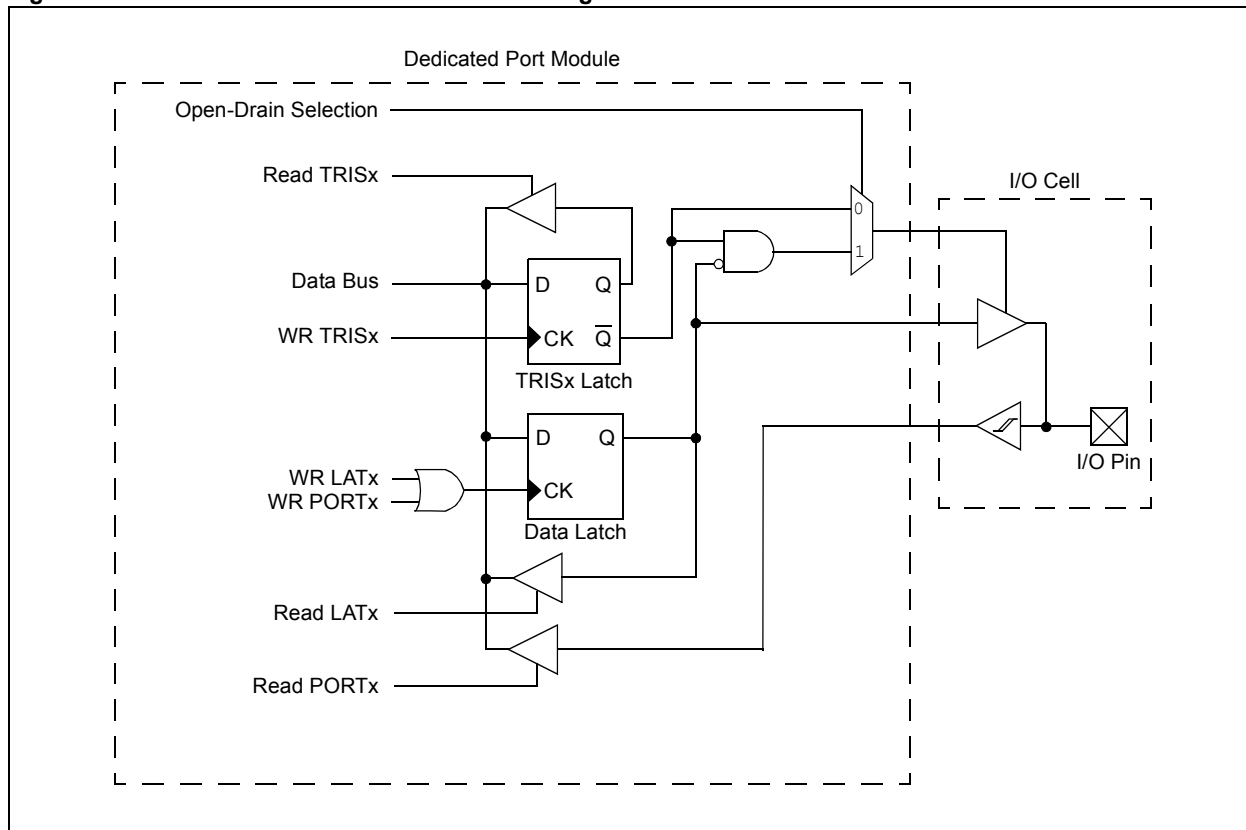 Dedicated Port Module
Open-Drain Selection
Read TRISx
I/O Cell
0
1
Data Bus
D Q
WR TRISx
CK Q̅
TRISx Latch
D Q
I/O Pin
WR LATx
WR PORTx
CK
Data Latch
Read LATx
Read PORTx